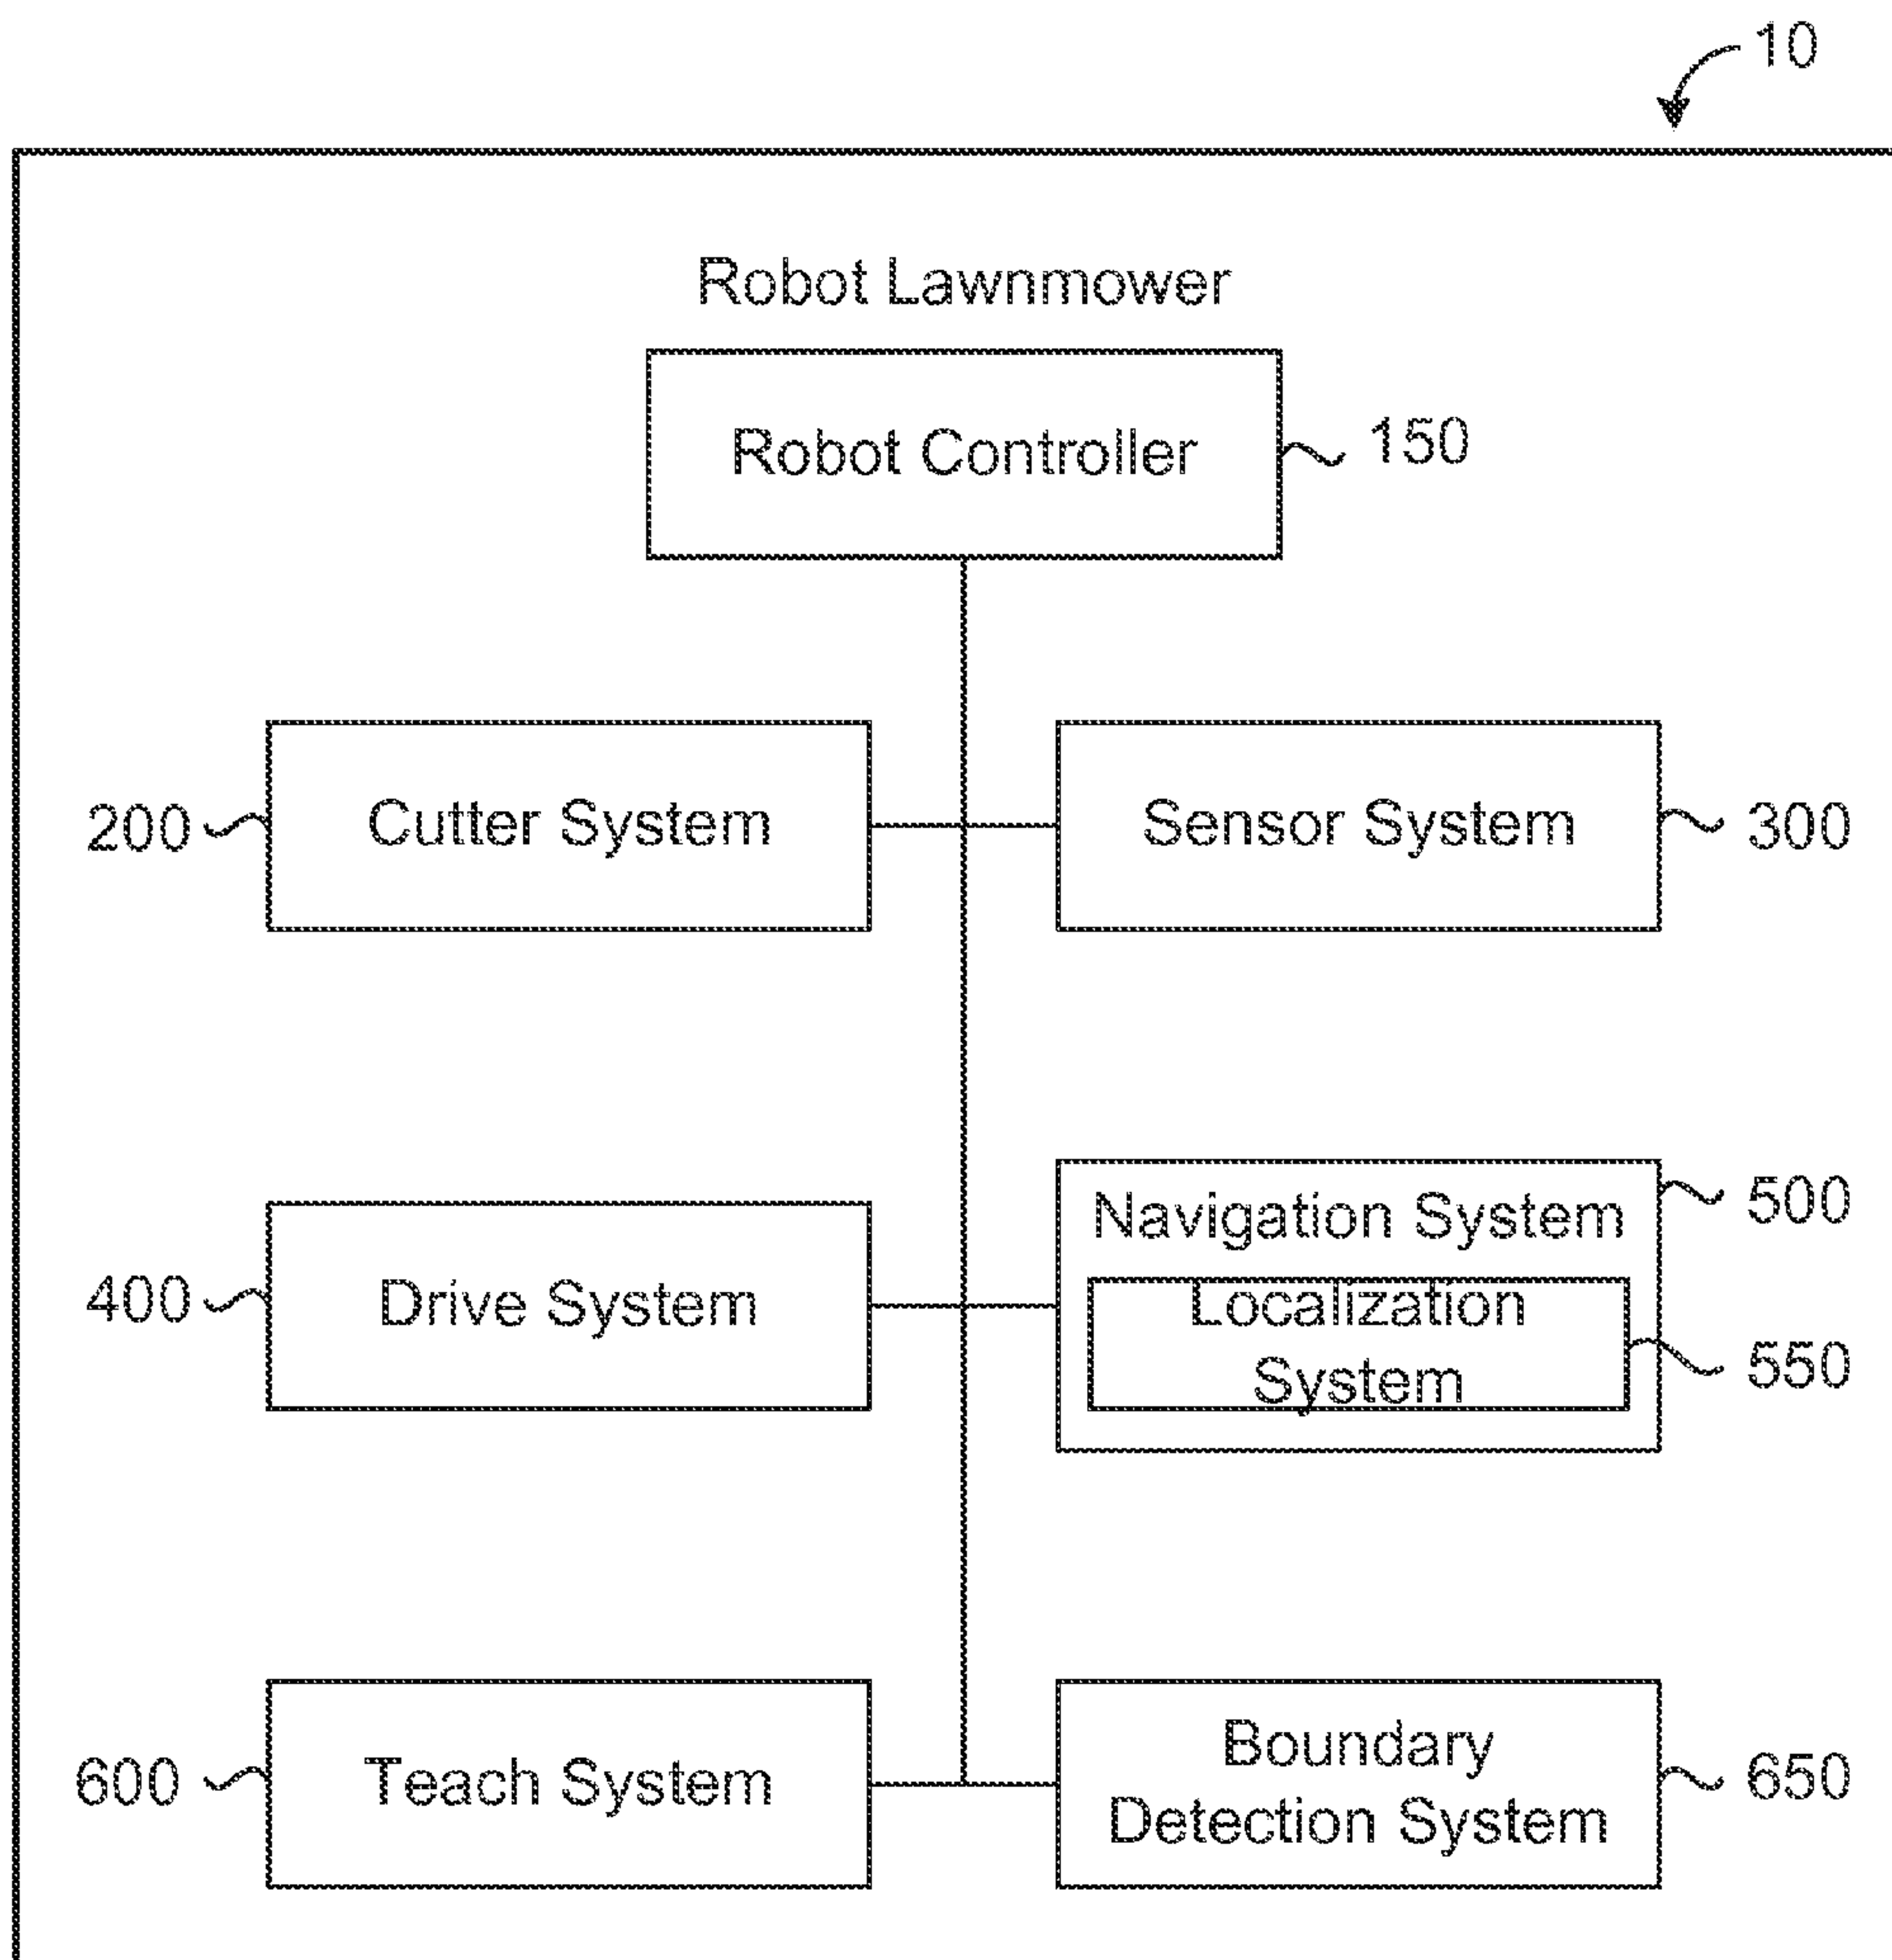 10
Robot Lawnmower
Robot Controller
150
200
Cutter System
Sensor System
300
400
Drive System
Navigation System
500
Localization
System
550
600
Teach System
Boundary
Detection System
650